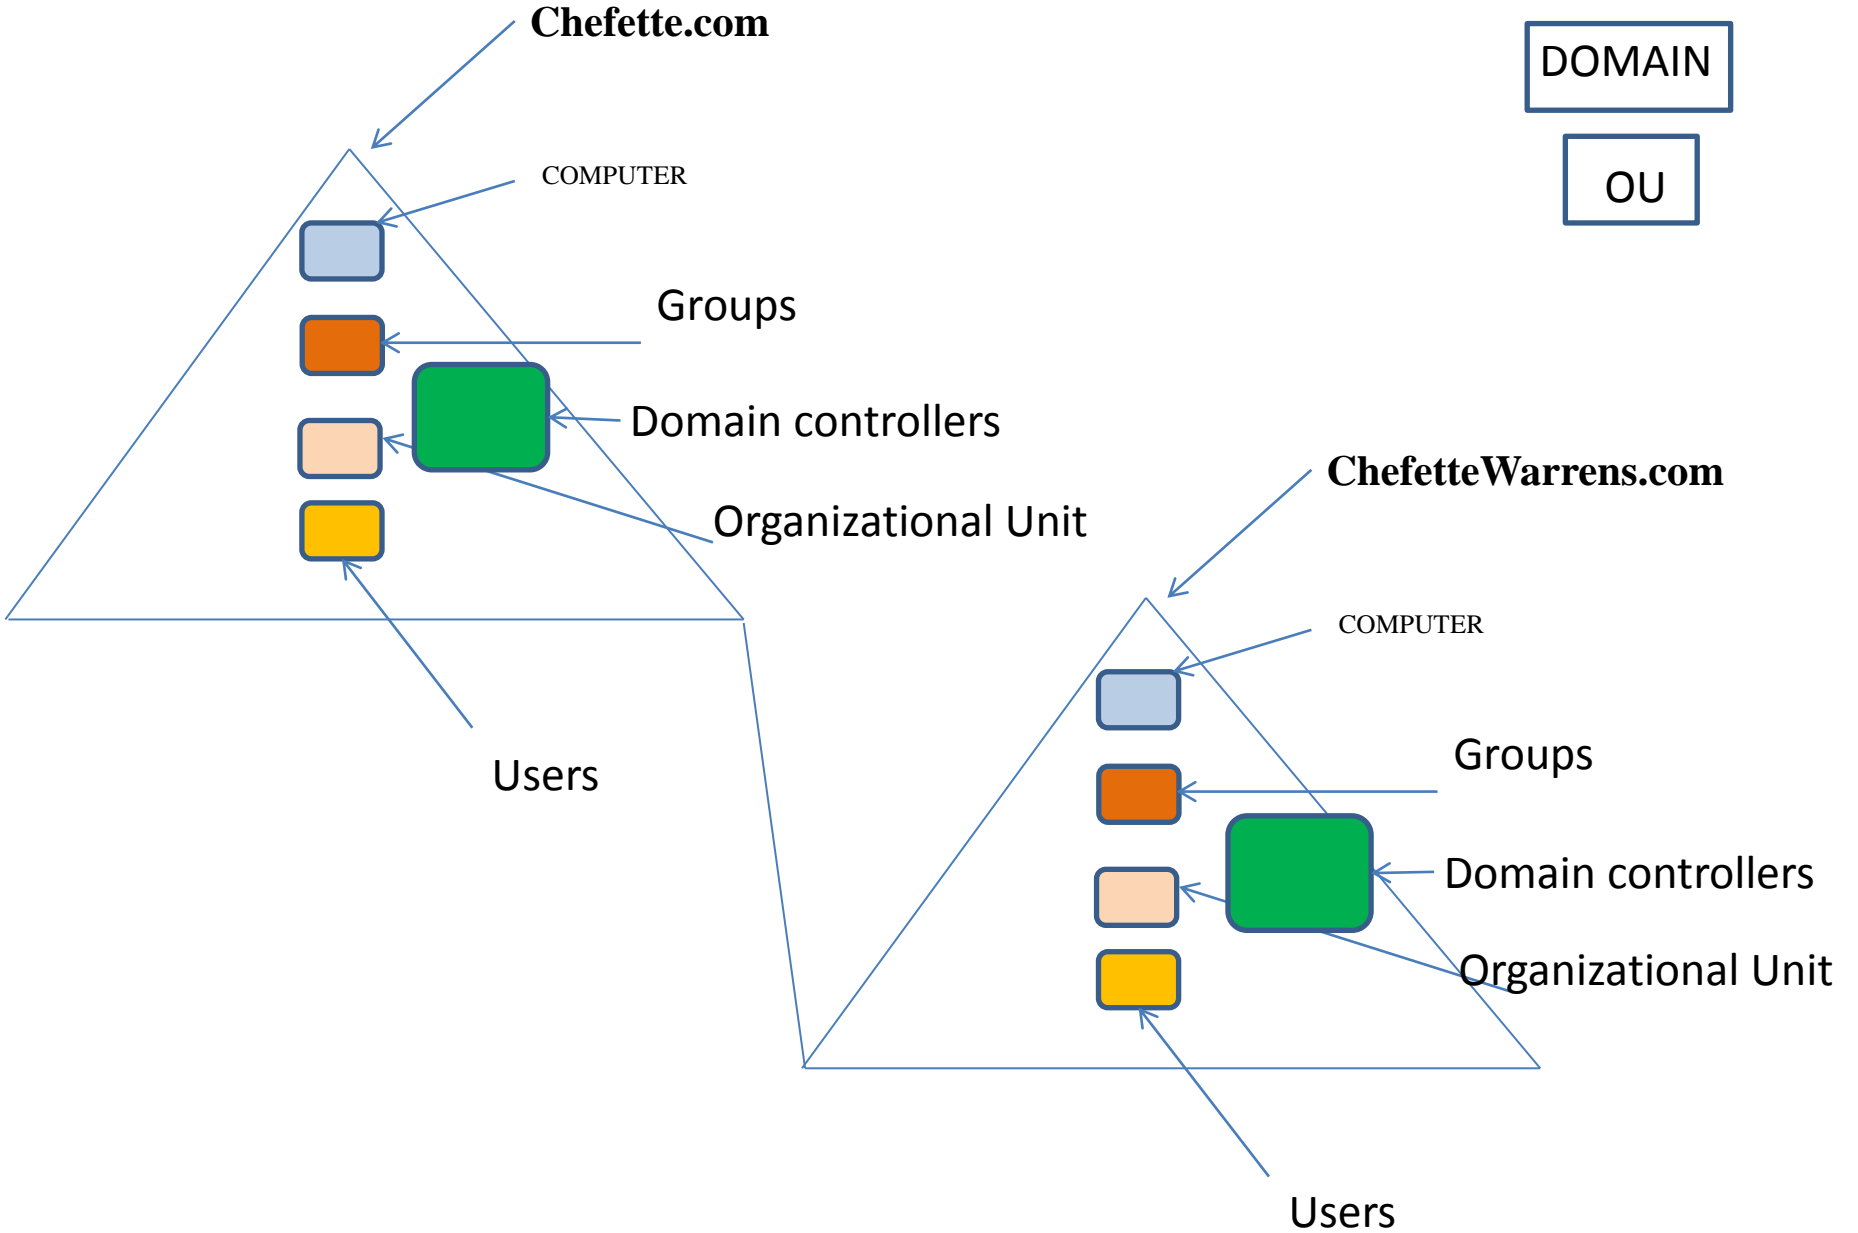 Chefette.com
DOMAIN
COMPUTER
OU
Groups
Domain controllers
Organizational Unit
Users
ChefetteWarrens.com
COMPUTER
Groups
Domain controllers
Organizational Unit
Users